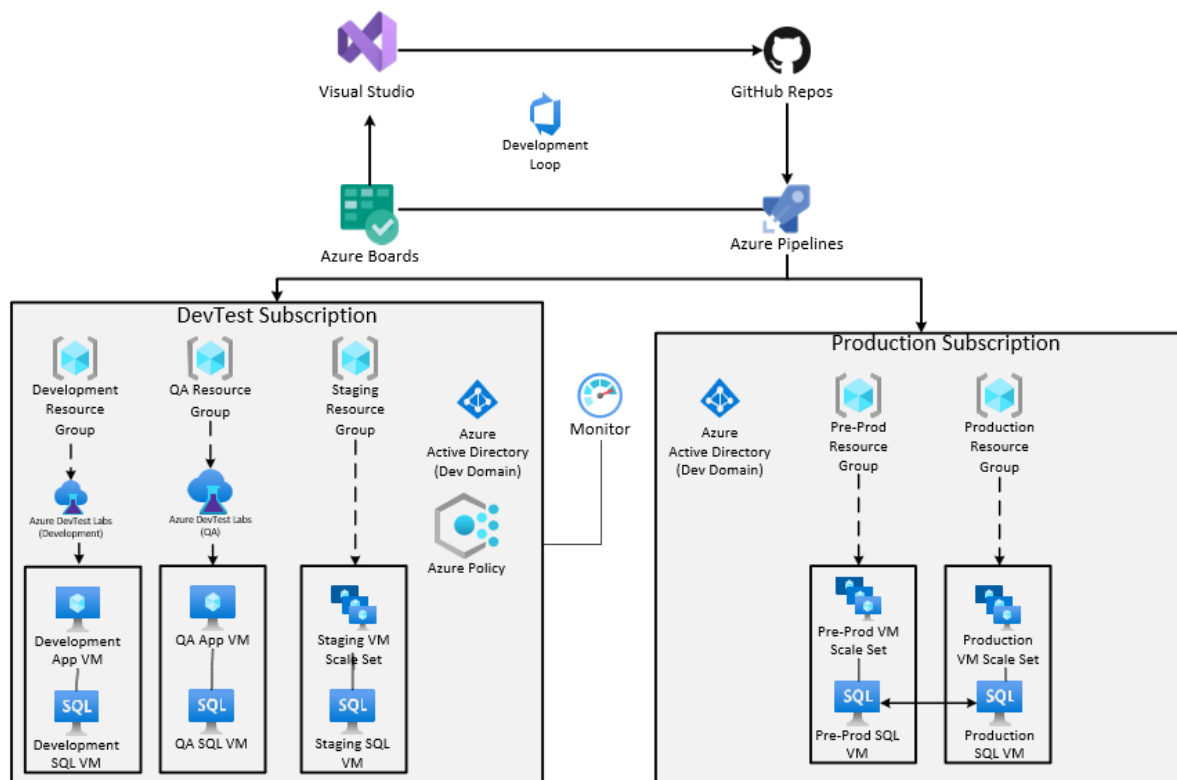 Visual Studio
GitHub Repos
Development
Loop
Azure Boards
Azure Pipelines
DevTest Subscription
Development
Resource
Group
QA Resource
Group
Staging
Resource
Group
Azure
Active Directory
(Dev Domain)
Azure DevTest Labs
(Development)
Azure DevTest Labs
(QA)
Azure Policy
Development
App VM
QA App VM
Staging VM
Scale Set
SQL
Development
SQL VM
SQL
QA SQL VM
SQL
Staging SQL
VM
Monitor
Production Subscription
Azure
Active Directory
(Dev Domain)
Pre-Prod
Resource
Group
Production
Resource
Group
Pre-Prod VM
Scale Set
Production
VM Scale Set
SQL
Pre-Prod SQL
VM
SQL
Production
SQL VM